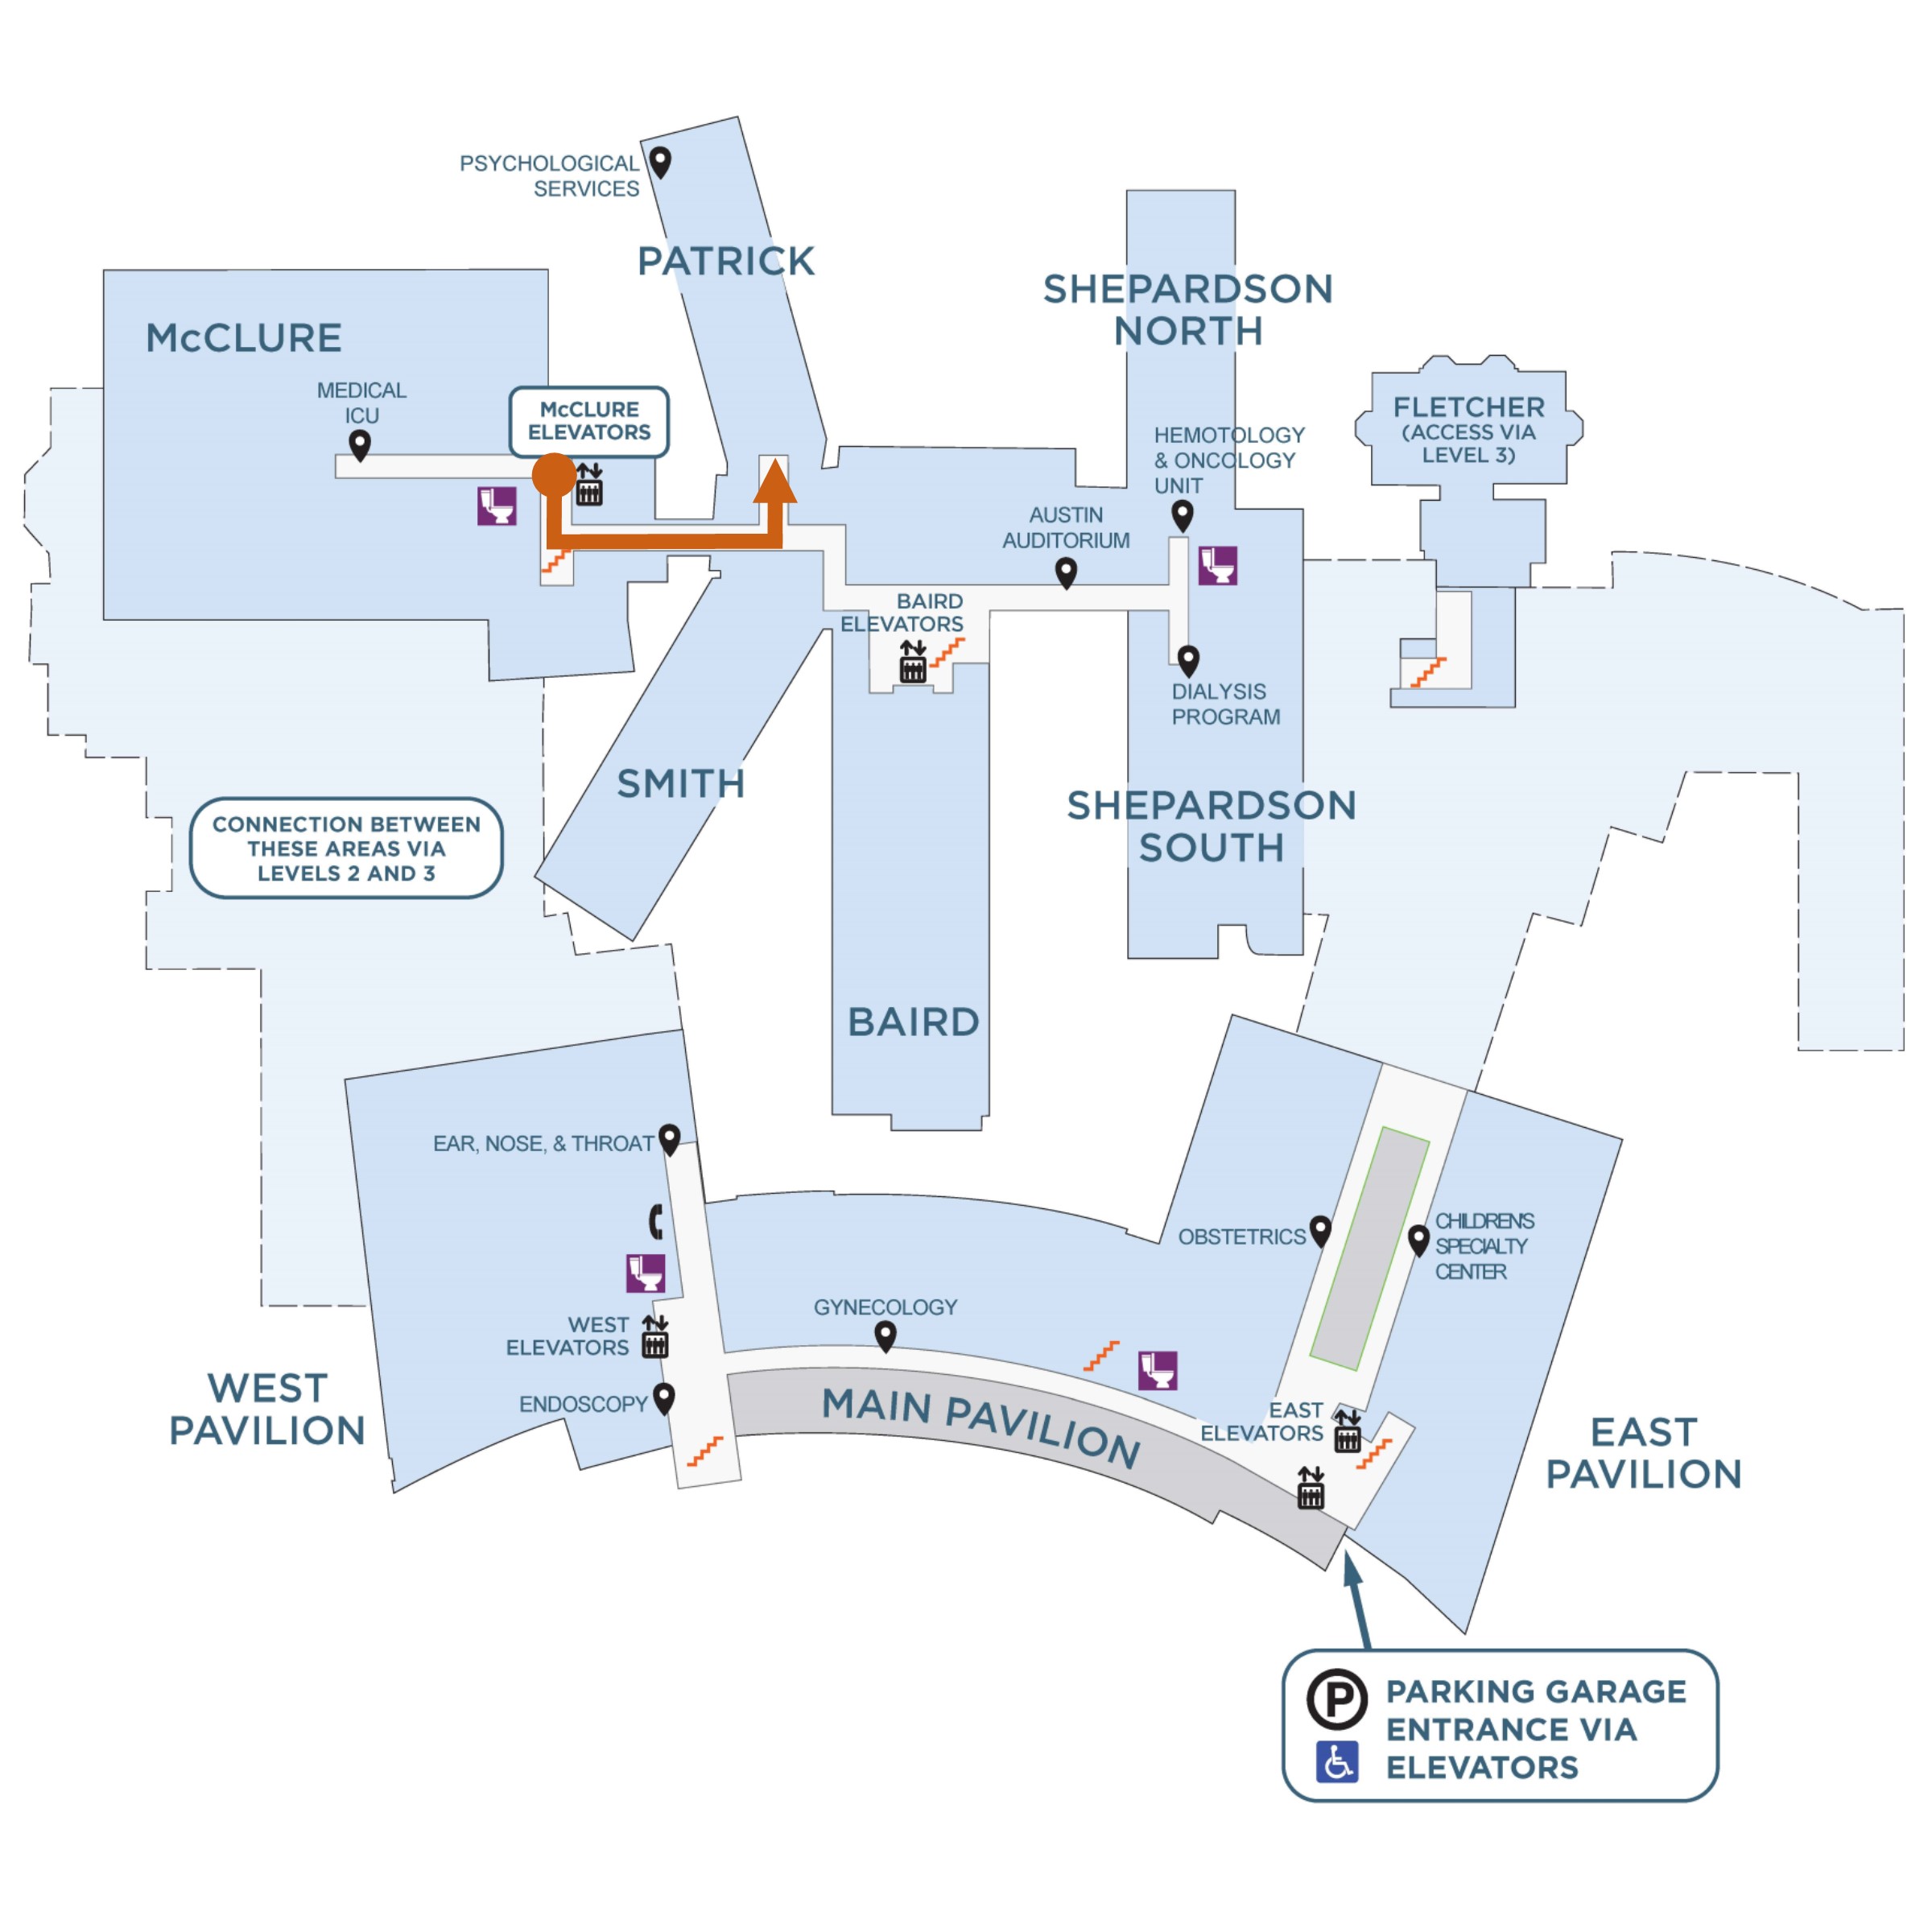 PSYCHOLOGICAL
SERVICES
PATRICK
SHEPARDSON
NORTH
McCLURE
MEDICAL
ICU
McCLURE
ELEVATORS
FLETCHER
(ACCESS VIA
LEVEL 3)
HEMOTOLOGY
& ONCOLOGY
UNIT
AUSTIN
AUDITORIUM
BAIRD
ELEVATORS
DIALYSIS
PROGRAM
SMITH
SHEPARDSON
SOUTH
CONNECTION BETWEEN
THESE AREAS VIA
LEVELS 2 AND 3
BAIRD
EAR, NOSE, & THROAT
OBSTETRICS
CHILDREN'S
SPECIALTY
CENTER
GYNECOLOGY
WEST
ELEVATORS
ENDOSCOPY
WEST
PAVILION
MAIN PAVILION
EAST
ELEVATORS
EAST
PAVILION
P
PARKING GARAGE
ENTRANCE VIA
ELEVATORS